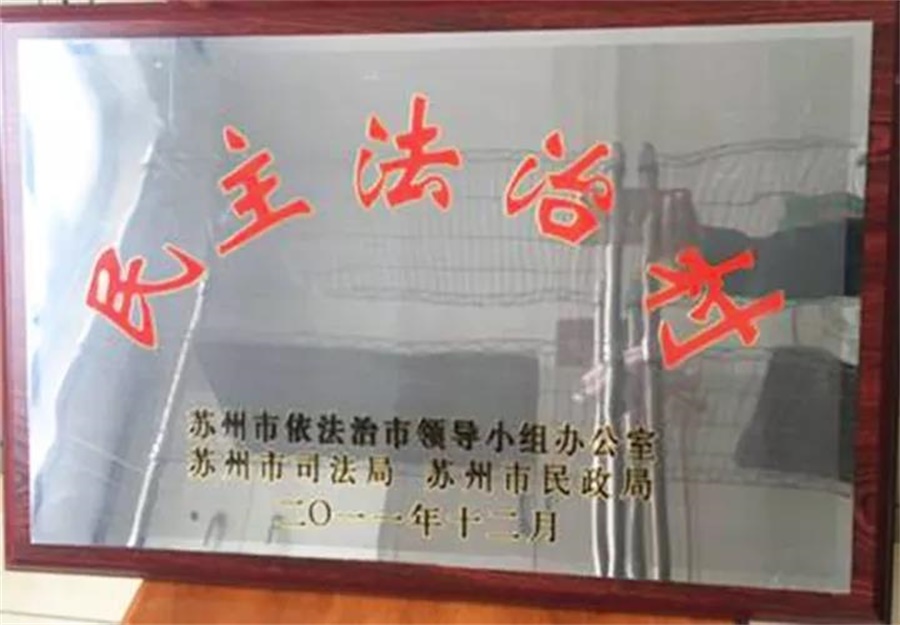 民主法治村
苏州市依法治市领导小组办公室
苏州市司法局 苏州市民政局
二〇一一年十二月